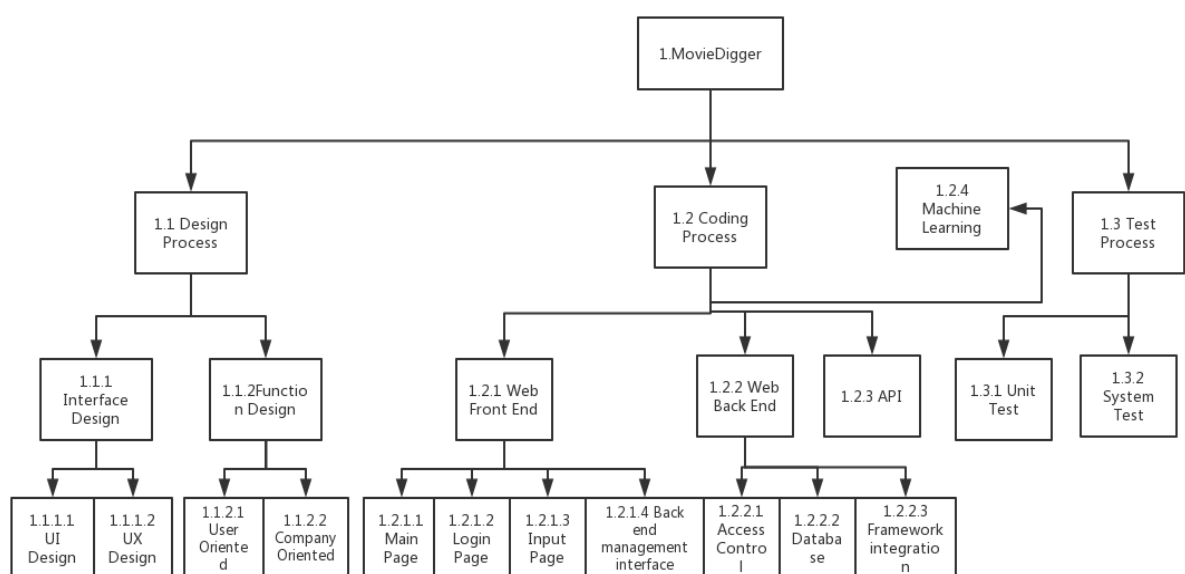 1.MovieDigger
1.1 Design
Process
1.2 Coding
Process
1.2.4
Machine
Learning
1.3 Test
Process
1.1.1
Interface
Design
1.1.2Functio
n Design
1.2.1 Web
Front End
1.2.2 Web
Back End
1.2.3 API
1.3.1 Unit
Test
1.3.2
System
Test
1.1.1.1
UI
Design
1.1.1.2
UX
Design
1.1.2.1
User
Oriente
d
1.1.2.2
Company
Oriented
1.2.1.1
Main
Page
1.2.1.2
Login
Page
1.2.1.3
Input
Page
1.2.1.4 Back
end
management
interface
1.2.2.1
Access
Contro
l
1.2.2.2
Databa
se
1.2.2.3
Framework
integratio
n